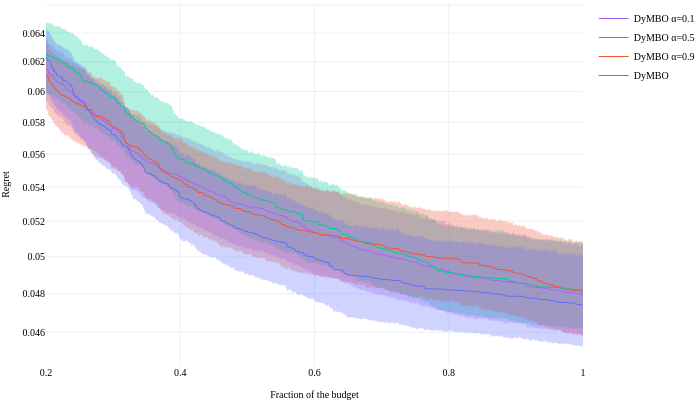 0.064
0.062
0.06
0.058
0.056
0.054
0.052
0.05
0.048
0.046
Regret
0.2 0.4 0.6 0.8 1
Fraction of the budget
DyMBO α=0.1
DyMBO α=0.5
DyMBO α=0.9
DyMBO